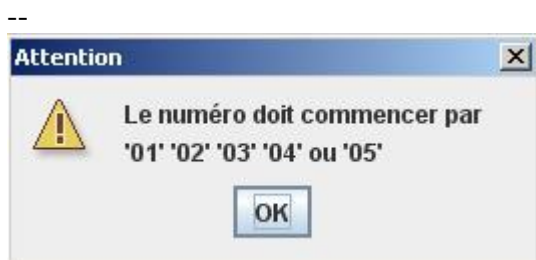 --
Attention
Le numéro doit commencer par
'01' '02' '03' '04' ou '05'
OK